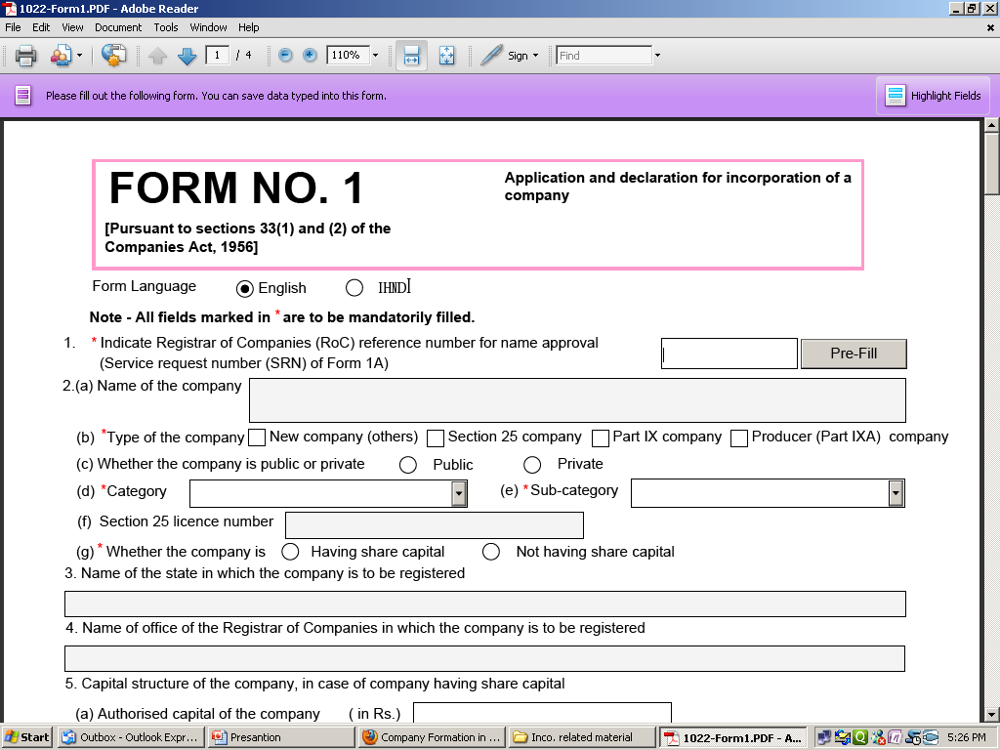 1022-Form1.PDF - Adobe Reader
File Edit View Document Tools Window Help
1 / 4 110% Sign Find
Please fill out the following form. You can save data typed into this form. Highlight Fields
FORM NO. 1
Application and declaration for incorporation of a
company
[Pursuant to sections 33(1) and (2) of the
Companies Act, 1956]
Form Language English IHNDI
Note - All fields marked in * are to be mandatorily filled.
1. * Indicate Registrar of Companies (RoC) reference number for name approval
(Service request number (SRN) of Form 1A) Pre-Fill
2.(a) Name of the company
(b) *Type of the company New company (others) Section 25 company Part IX company Producer (Part IXA) company
(c) Whether the company is public or private Public Private
(d) *Category (e) *Sub-category
(f) Section 25 licence number
(g) * Whether the company is Having share capital Not having share capital
3. Name of the state in which the company is to be registered
4. Name of office of the Registrar of Companies in which the company is to be registered
5. Capital structure of the company, in case of company having share capital
(a) Authorised capital of the company ( in Rs.)
Start Outbox - Outlook Expr... Presantion Company Formation in ... Inco. related material 1022-Form1.PDF - A... 5:26 PM